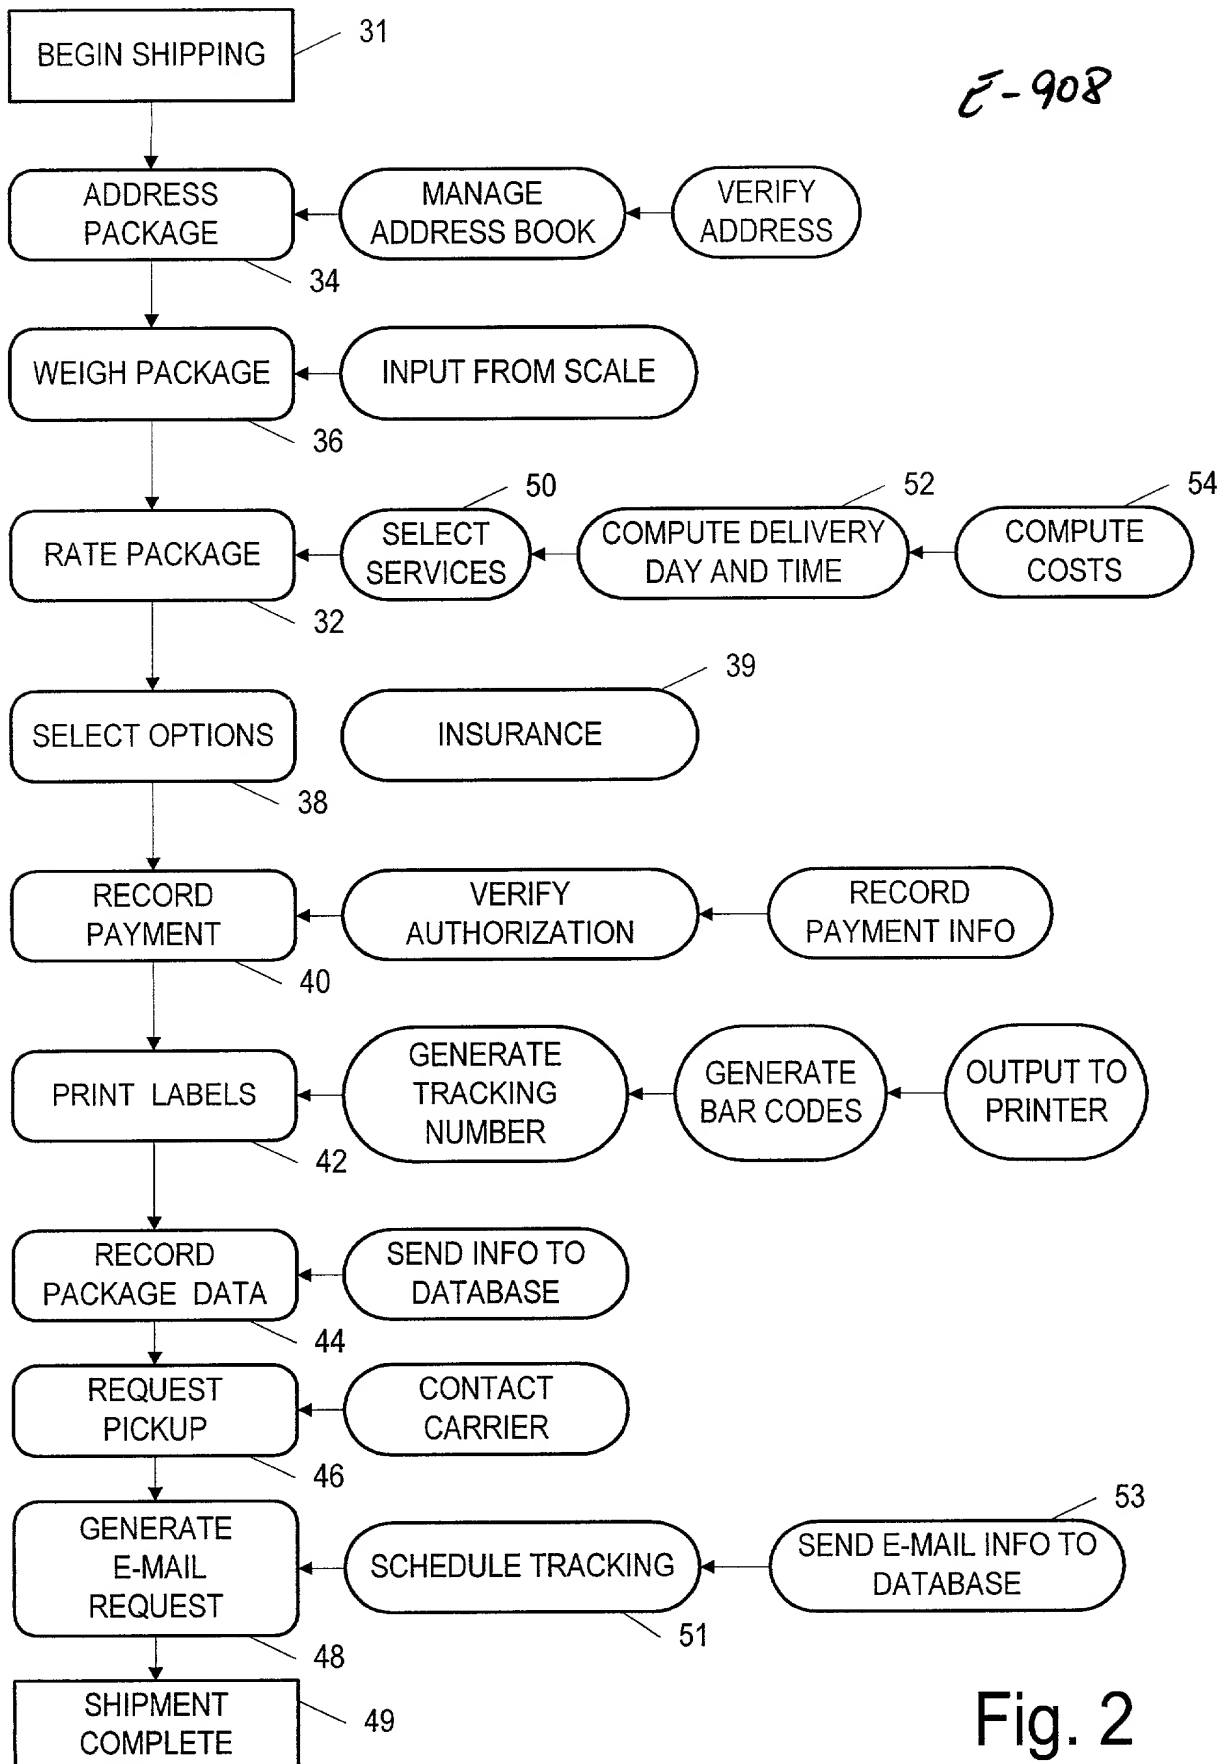 BEGIN SHIPPING
31
E-908
ADDRESS
PACKAGE
34
MANAGE
ADDRESS BOOK
VERIFY
ADDRESS
WEIGH PACKAGE
36
INPUT FROM SCALE
RATE PACKAGE
32
50
SELECT
SERVICES
52
COMPUTE DELIVERY
DAY AND TIME
54
COMPUTE
COSTS
SELECT OPTIONS
38
39
INSURANCE
RECORD
PAYMENT
40
VERIFY
AUTHORIZATION
RECORD
PAYMENT INFO
PRINT LABELS
42
GENERATE
TRACKING
NUMBER
GENERATE
BAR CODES
OUTPUT TO
PRINTER
RECORD
PACKAGE DATA
44
SEND INFO TO
DATABASE
REQUEST
PICKUP
46
CONTACT
CARRIER
GENERATE
E-MAIL
REQUEST
48
SCHEDULE TRACKING
51
53
SEND E-MAIL INFO TO
DATABASE
SHIPMENT
COMPLETE
49
Fig. 2